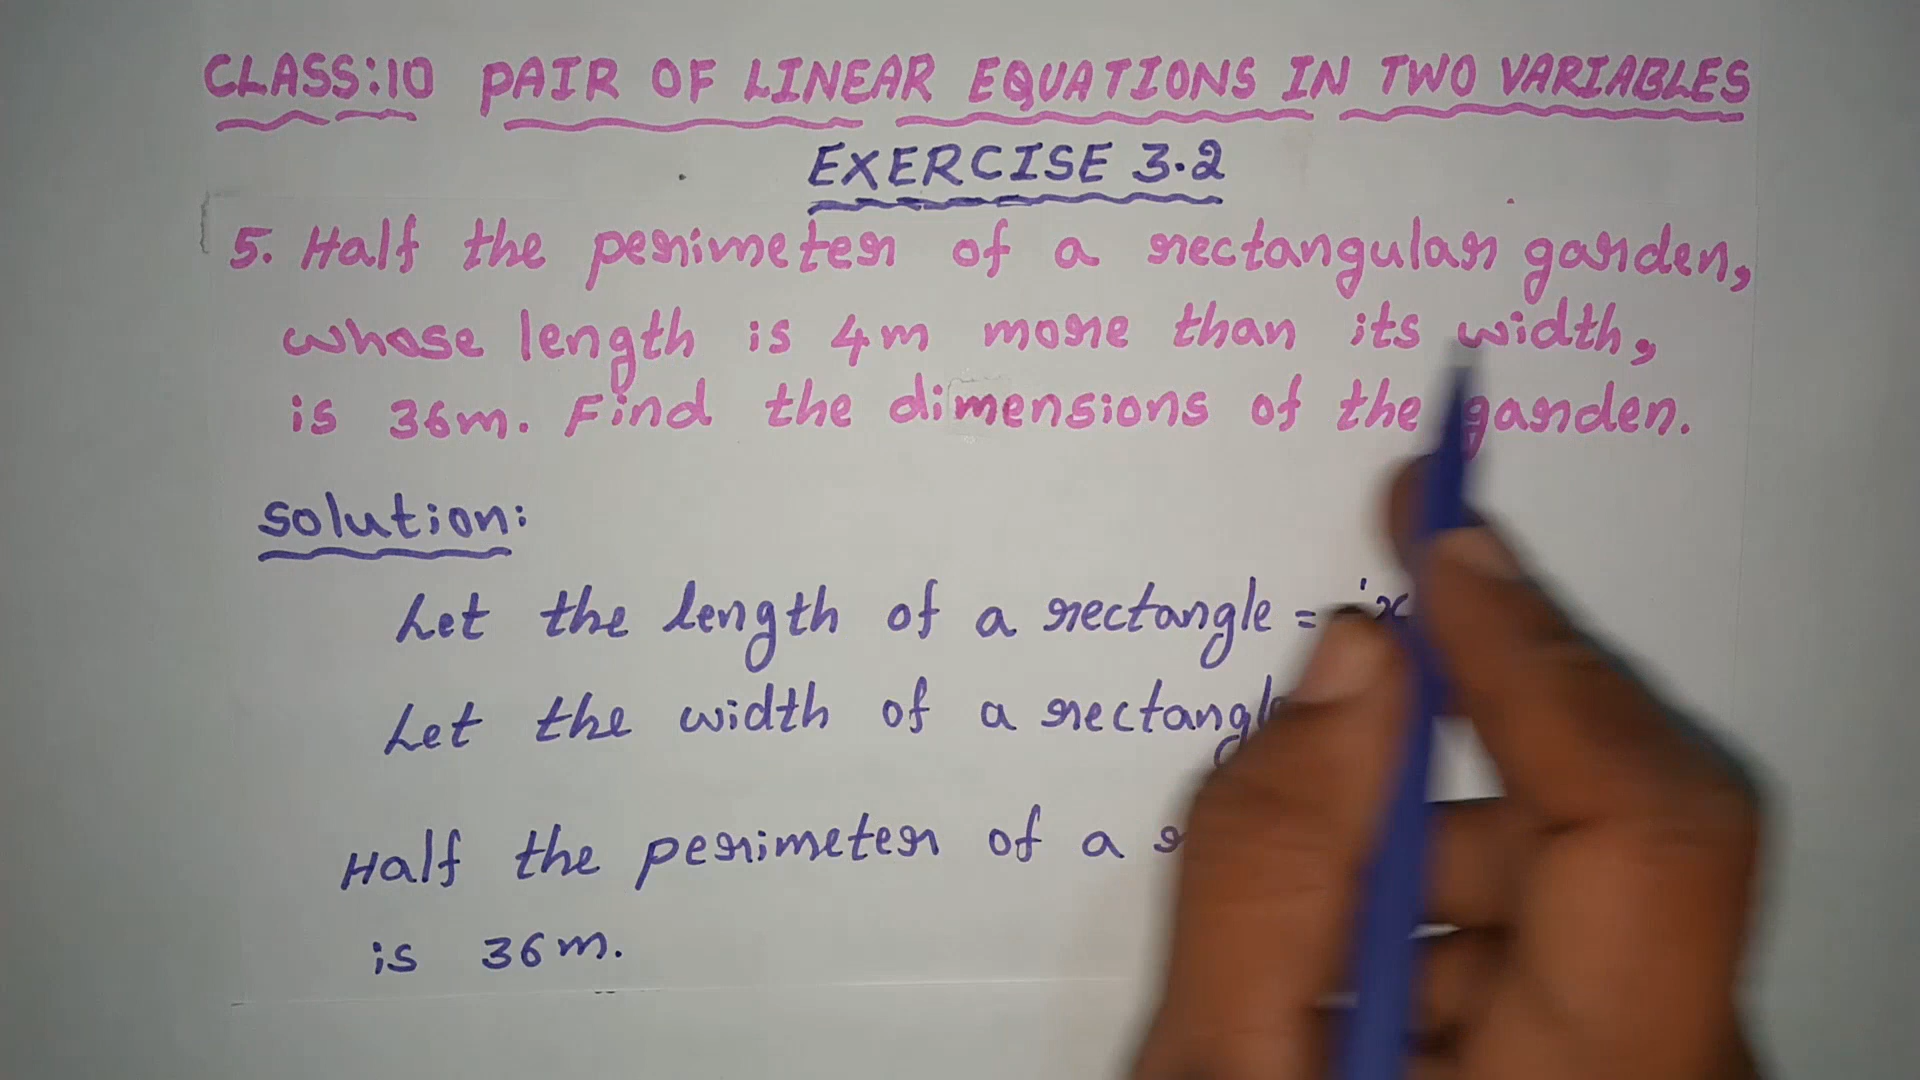 CLASS:10 PAIR OF LINEAR EQUATIONS IN TWO VARIABLES
EXERCISE 3.2
5. Half the perimeter of a rectangular garden,
whose length is 4m more than its width,
is 36m. Find the dimensions of the garden.
Solution:
Let the length of a rectangle = 'x
Let the width of a rectangle
Half the perimeter of a
is 36m.